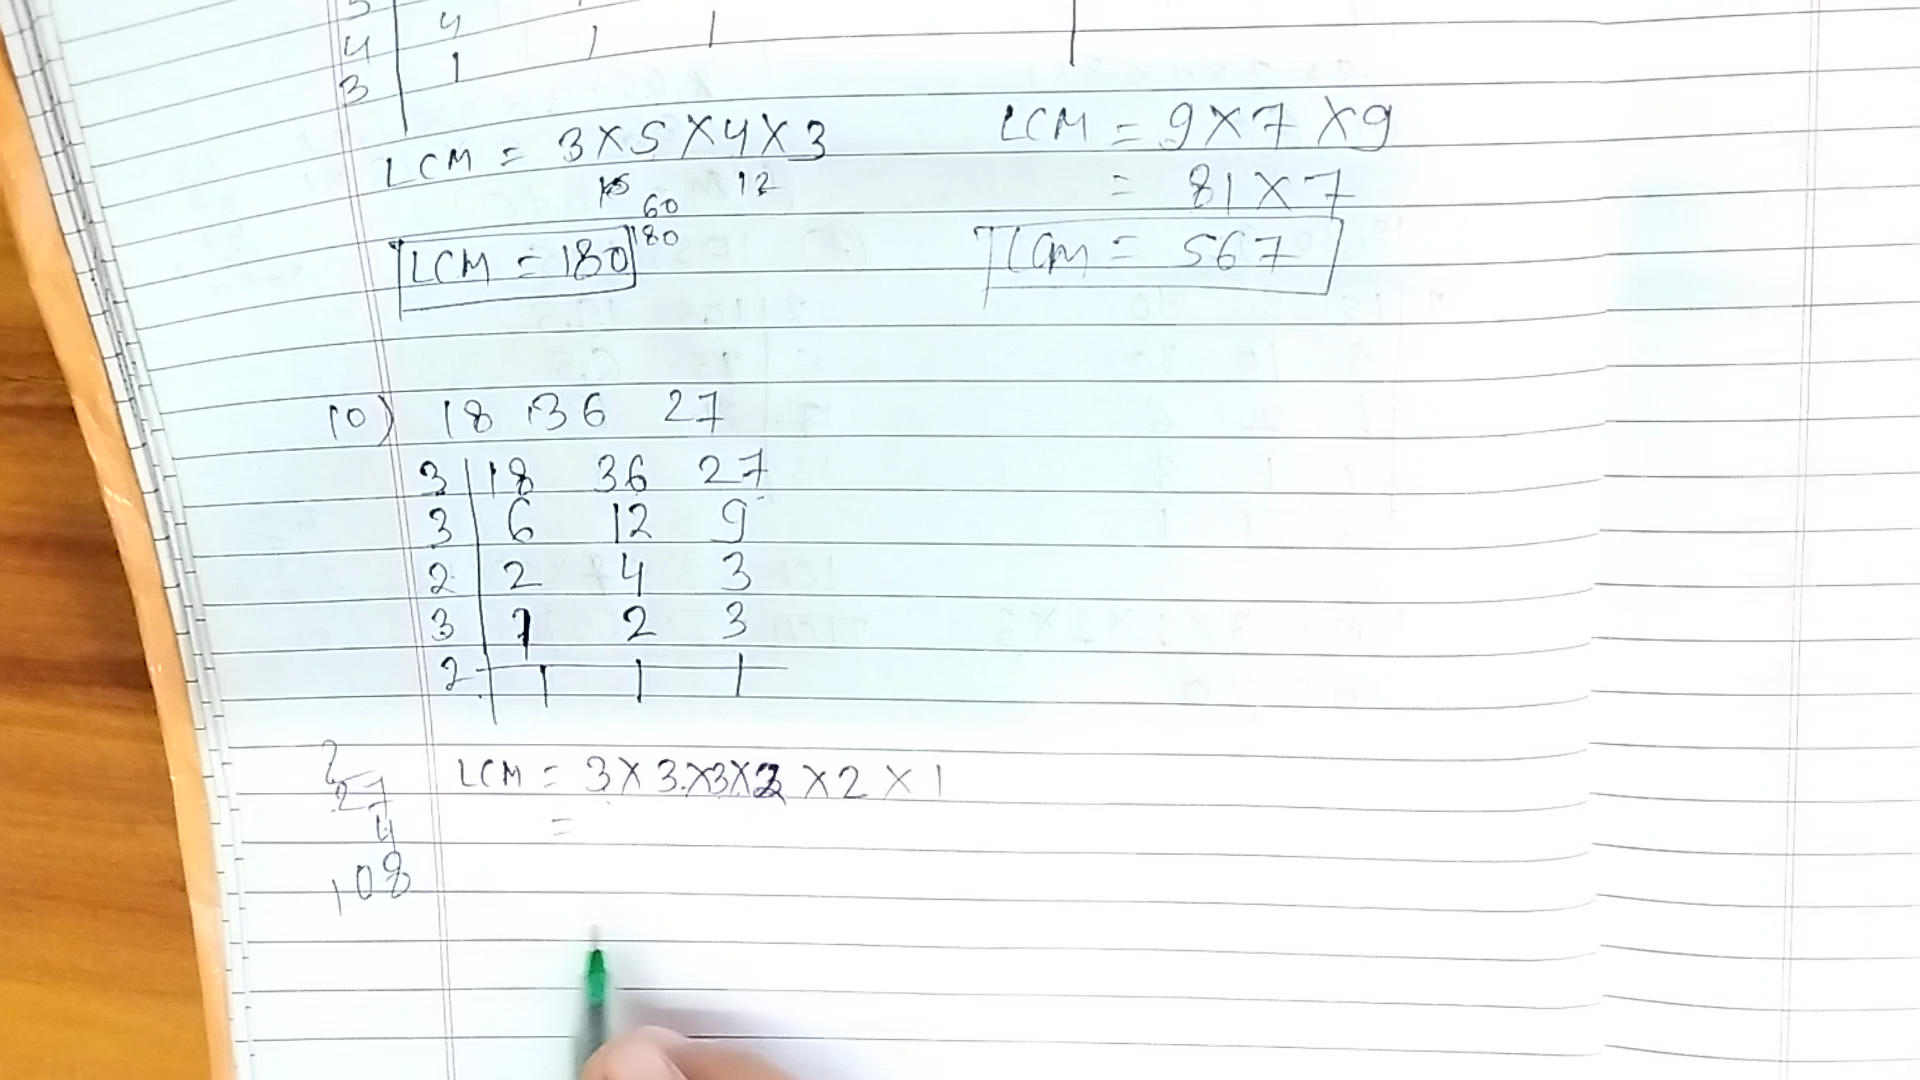 5
4 4 1 1
3 1
LCM = 3 X 5 X 4 X 3
15 12
60
180
LCM = 180
LCM = 9 X 7 X 9
= 81 X 7
LCM = 567
10) 18 36 27
3 18 36 27
3 6 12 9
2 2 4 3
3 1 2 3
2 1 1 1
LCM = 3 X 3 X 3 X 2 X 2 X 1
=
2
27
4
108